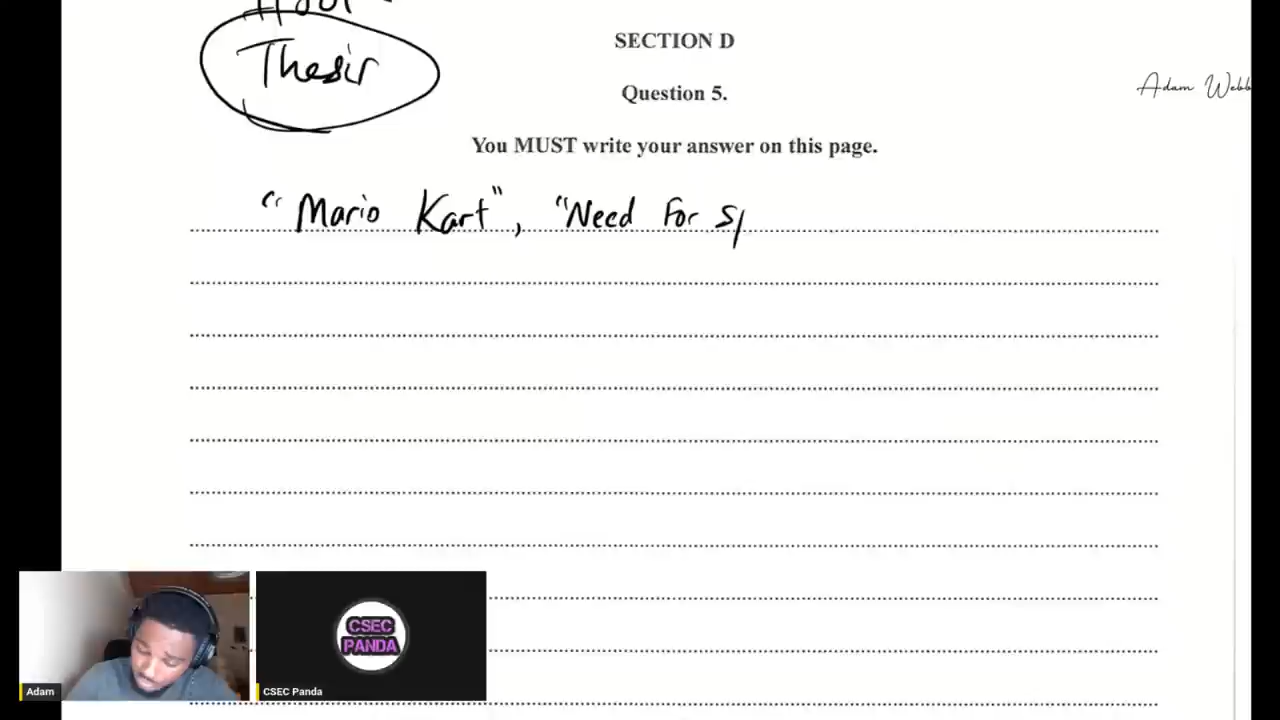 Thesis
SECTION D
Question 5.
Adam Webb
You MUST write your answer on this page.
"Mario Kart", "Need For Sp
CSEC
PANDA
Adam
CSEC Panda